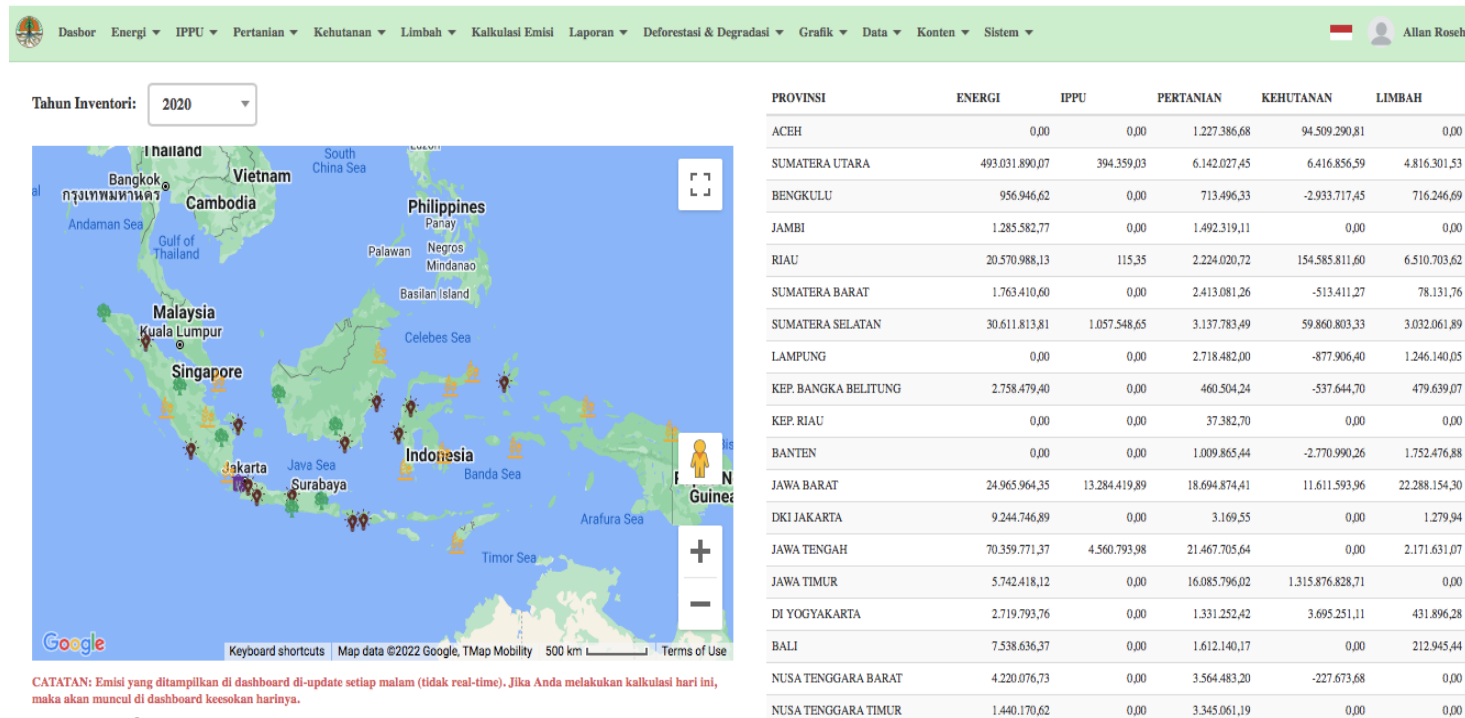 Dasbor Energi IPPU Pertanian Kehutanan Limbah Kalkulasi Emisi Laporan Deforestasi & Degradasi Grafik Data Konten Sistem Allan Roseh
Tahun Inventori: 2020
Thailand
South China Sea
Bangkok
กรุงเทพมหานคร
Vietnam
Cambodia
Andaman Sea
Gulf of Thailand
Philippines
Panay
Palawan
Negros
Mindanao
Basilan Island
Malaysia
Kuala Lumpur
Celebes Sea
Singapore
Jakarta
Java Sea
Surabaya
Indonesia
Banda Sea
Guinea
Arafura Sea
Timor Sea
Google
Keyboard shortcuts Map data ©2022 Google, TMap Mobility 500 km Terms of Use
CATATAN: Emisi yang ditampilkan di dashboard di-update setiap malam (tidak real-time). Jika Anda melakukan kalkulasi hari ini,
maka akan muncul di dashboard keesokan harinya.
PROVINSI ENERGI IPPU PERTANIAN KEHUTANAN LIMBAH
ACEH 0,00 0,00 1.227.386,68 94.509.290,81 0,00
SUMATERA UTARA 493.031.890,07 394.359,03 6.142.027,45 6.416.856,59 4.816.301,53
BENGKULU 956.946,62 0,00 713.496,33 -2.933.717,45 716.246,69
JAMBI 1.285.582,77 0,00 1.492.319,11 0,00 0,00
RIAU 20.570.988,13 115,35 2.224.020,72 154.585.811,60 6.510.703,62
SUMATERA BARAT 1.763.410,60 0,00 2.413.081,26 -513.411,27 78.131,76
SUMATERA SELATAN 30.611.813,81 1.057.548,65 3.137.783,49 59.860.803,33 3.032.061,89
LAMPUNG 0,00 0,00 2.718.482,00 -877.906,40 1.246.140,05
KEP. BANGKA BELITUNG 2.758.479,40 0,00 460.504,24 -537.644,70 479.639,07
KEP. RIAU 0,00 0,00 37.382,70 0,00 0,00
BANTEN 0,00 0,00 1.009.865,44 -2.770.990,26 1.752.476,88
JAWA BARAT 24.965.964,35 13.284.419,89 18.694.874,41 11.611.593,96 22.288.154,30
DKI JAKARTA 9.244.746,89 0,00 3.169,55 0,00 1.279,94
JAWA TENGAH 70.359.771,37 4.560.793,98 21.467.705,64 0,00 2.171.631,07
JAWA TIMUR 5.742.418,12 0,00 16.085.796,02 1.315.876.828,71 0,00
DI YOGYAKARTA 2.719.793,76 0,00 1.331.252,42 3.695.251,11 431.896,28
BALI 7.538.636,37 0,00 1.612.140,17 0,00 212.945,44
NUSA TENGGARA BARAT 4.220.076,73 0,00 3.564.483,20 -227.673,68 0,00
NUSA TENGGARA TIMUR 1.440.170,62 0,00 3.345.061,19 0,00 0,00